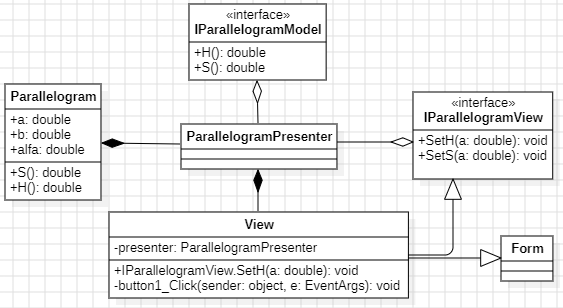 «interface»
IParallelogramModel
+H(): double
+S(): double
Parallelogram
+a: double
+b: double
+alfa: double
+S(): double
+H(): double
ParallelogramPresenter
«interface»
IParallelogramView
+SetH(a: double): void
+SetS(a: double): void
View
-presenter: ParallelogramPresenter
+IParallelogramView.SetH(a: double): void
-button1_Click(sender: object, e: EventArgs): void
Form